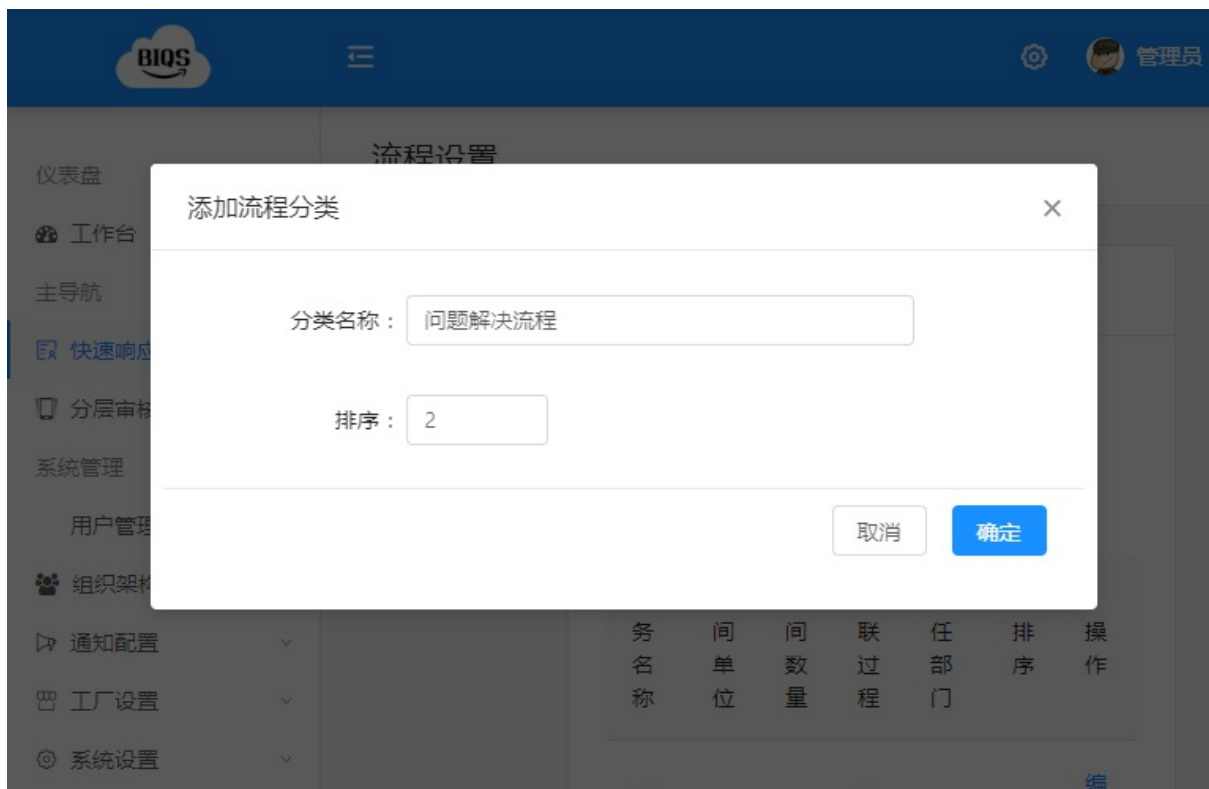 BIQS
管理员
流程设置
仪表盘
添加流程分类
工作台
主导航
分类名称：
问题解决流程
快速响应
分层审核
排序：
2
系统管理
用户管理
取消
确定
组织架构
通知配置
务名称
间单位
间数量
联过程
任部门
排序
操作
工厂设置
系统设置
编